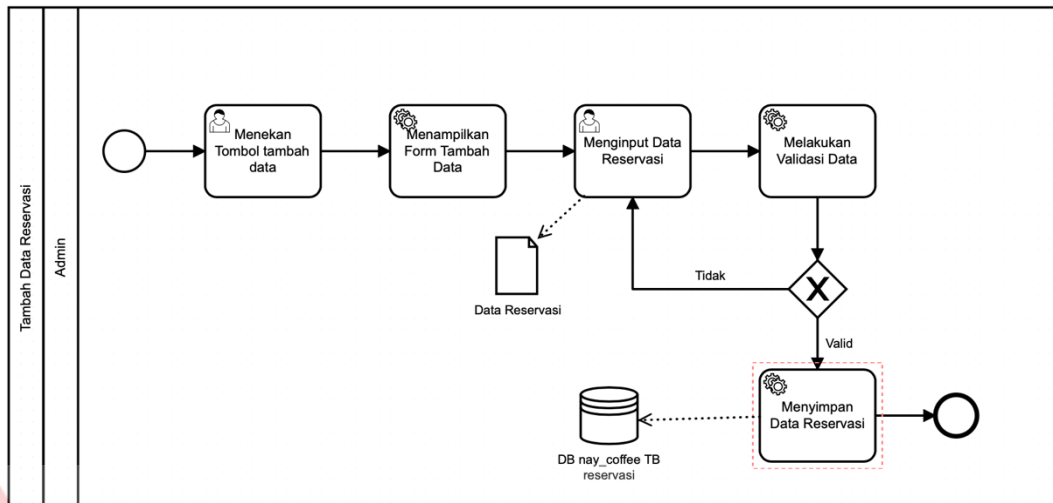 Tambah Data Reservasi
Admin
Menekan
Tombol tambah
data
Menampilkan
Form Tambah
Data
Menginput Data
Reservasi
Melakukan
Validasi Data
Data Reservasi
Tidak
Valid
Menyimpan
Data Reservasi
DB nay_coffee TB
reservasi